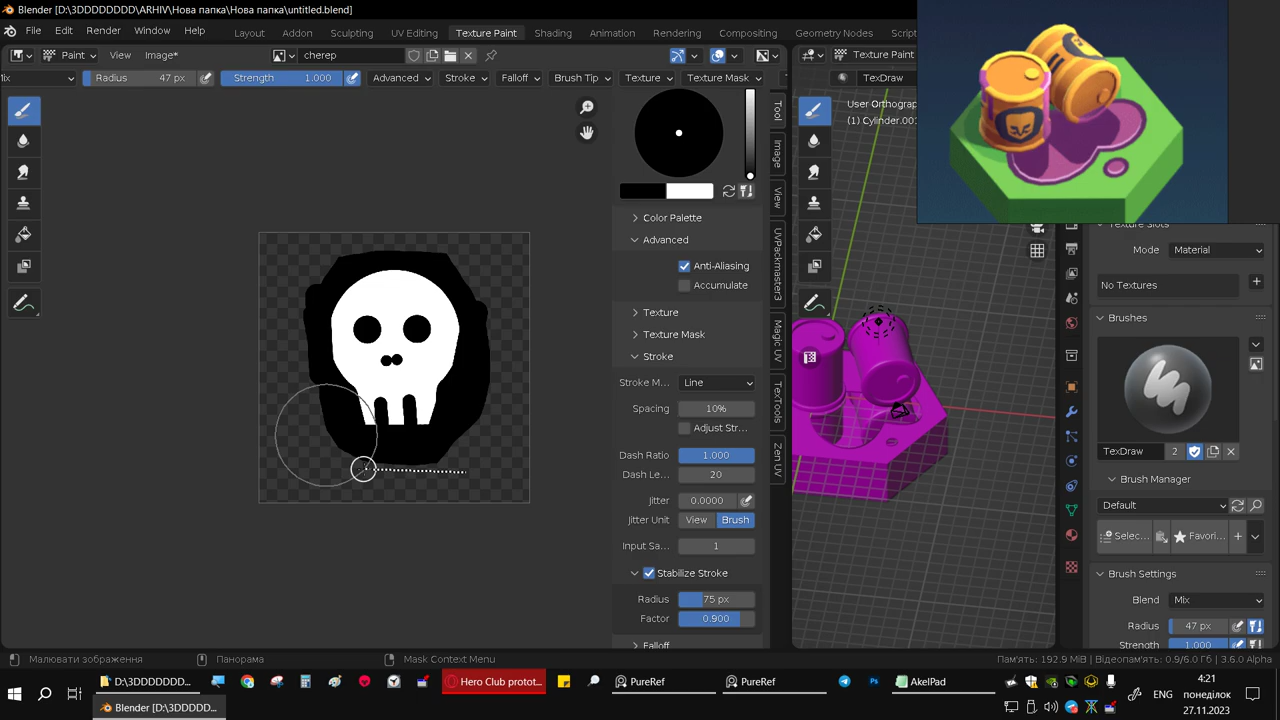 Blender [D:\3DDDDDDDD\ARHIV\Нова папка\Нова папка\untitled.blend]
File Edit Render Window Help Layout Addon Sculpting UV Editing Texture Paint Shading Animation Rendering Compositing Geometry Nodes
Paint View Image* cherep Texture Paint
Radius 47 px Strength 1.000 Advanced Stroke Falloff Brush Tip Texture Texture Mask TexDraw
User Orthograp
(1) Cylinder.00
Tool
Image
View
UVPackmaster3
Magic UV
TexTools
Zen UV
Color Palette
Advanced
Anti-Aliasing
Accumulate
Texture
Texture Mask
Stroke
Stroke M... Line
Spacing 10%
Adjust Str...
Dash Ratio 1.000
Dash Le... 20
Jitter 0.0000
Jitter Unit View Brush
Input Sa... 1
Stabilize Stroke
Radius 75 px
Factor 0.900
Falloff
Texture Slots
Mode Material
No Textures
Brushes
TexDraw 2
Brush Manager
Default
Selec... Favori...
Brush Settings
Blend Mix
Radius 47 px
Strength 1.000
Малювати зображення Панорама Mask Context Menu Пам'ять: 192.9 MiB | Відеопам'ять: 0.9/6.0 Гі | 3.6.0 Alpha
D:\3DDDDDDD... Hero Club protot... PureRef PureRef AkelPad
4:21
ENG понеділок
27.11.2023
Blender [D:\3DDDDD...